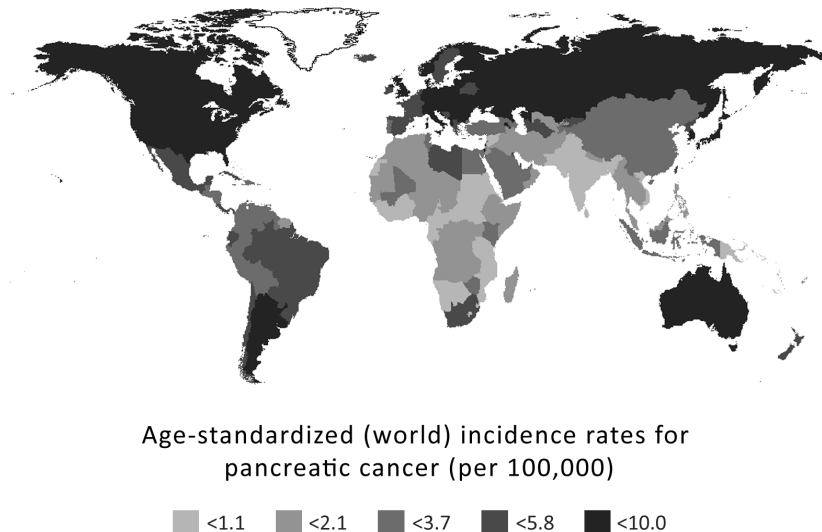 Age-standardized (world) incidence rates for
pancreatic cancer (per 100,000)
<1.1 <2.1 <3.7 <5.8 <10.0